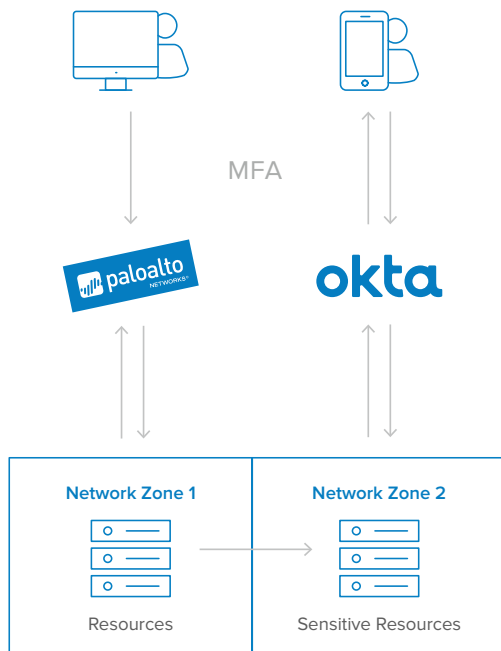 MFA
paloalto
NETWORKS®
okta
Network Zone 1
Network Zone 2
Resources
Sensitive Resources